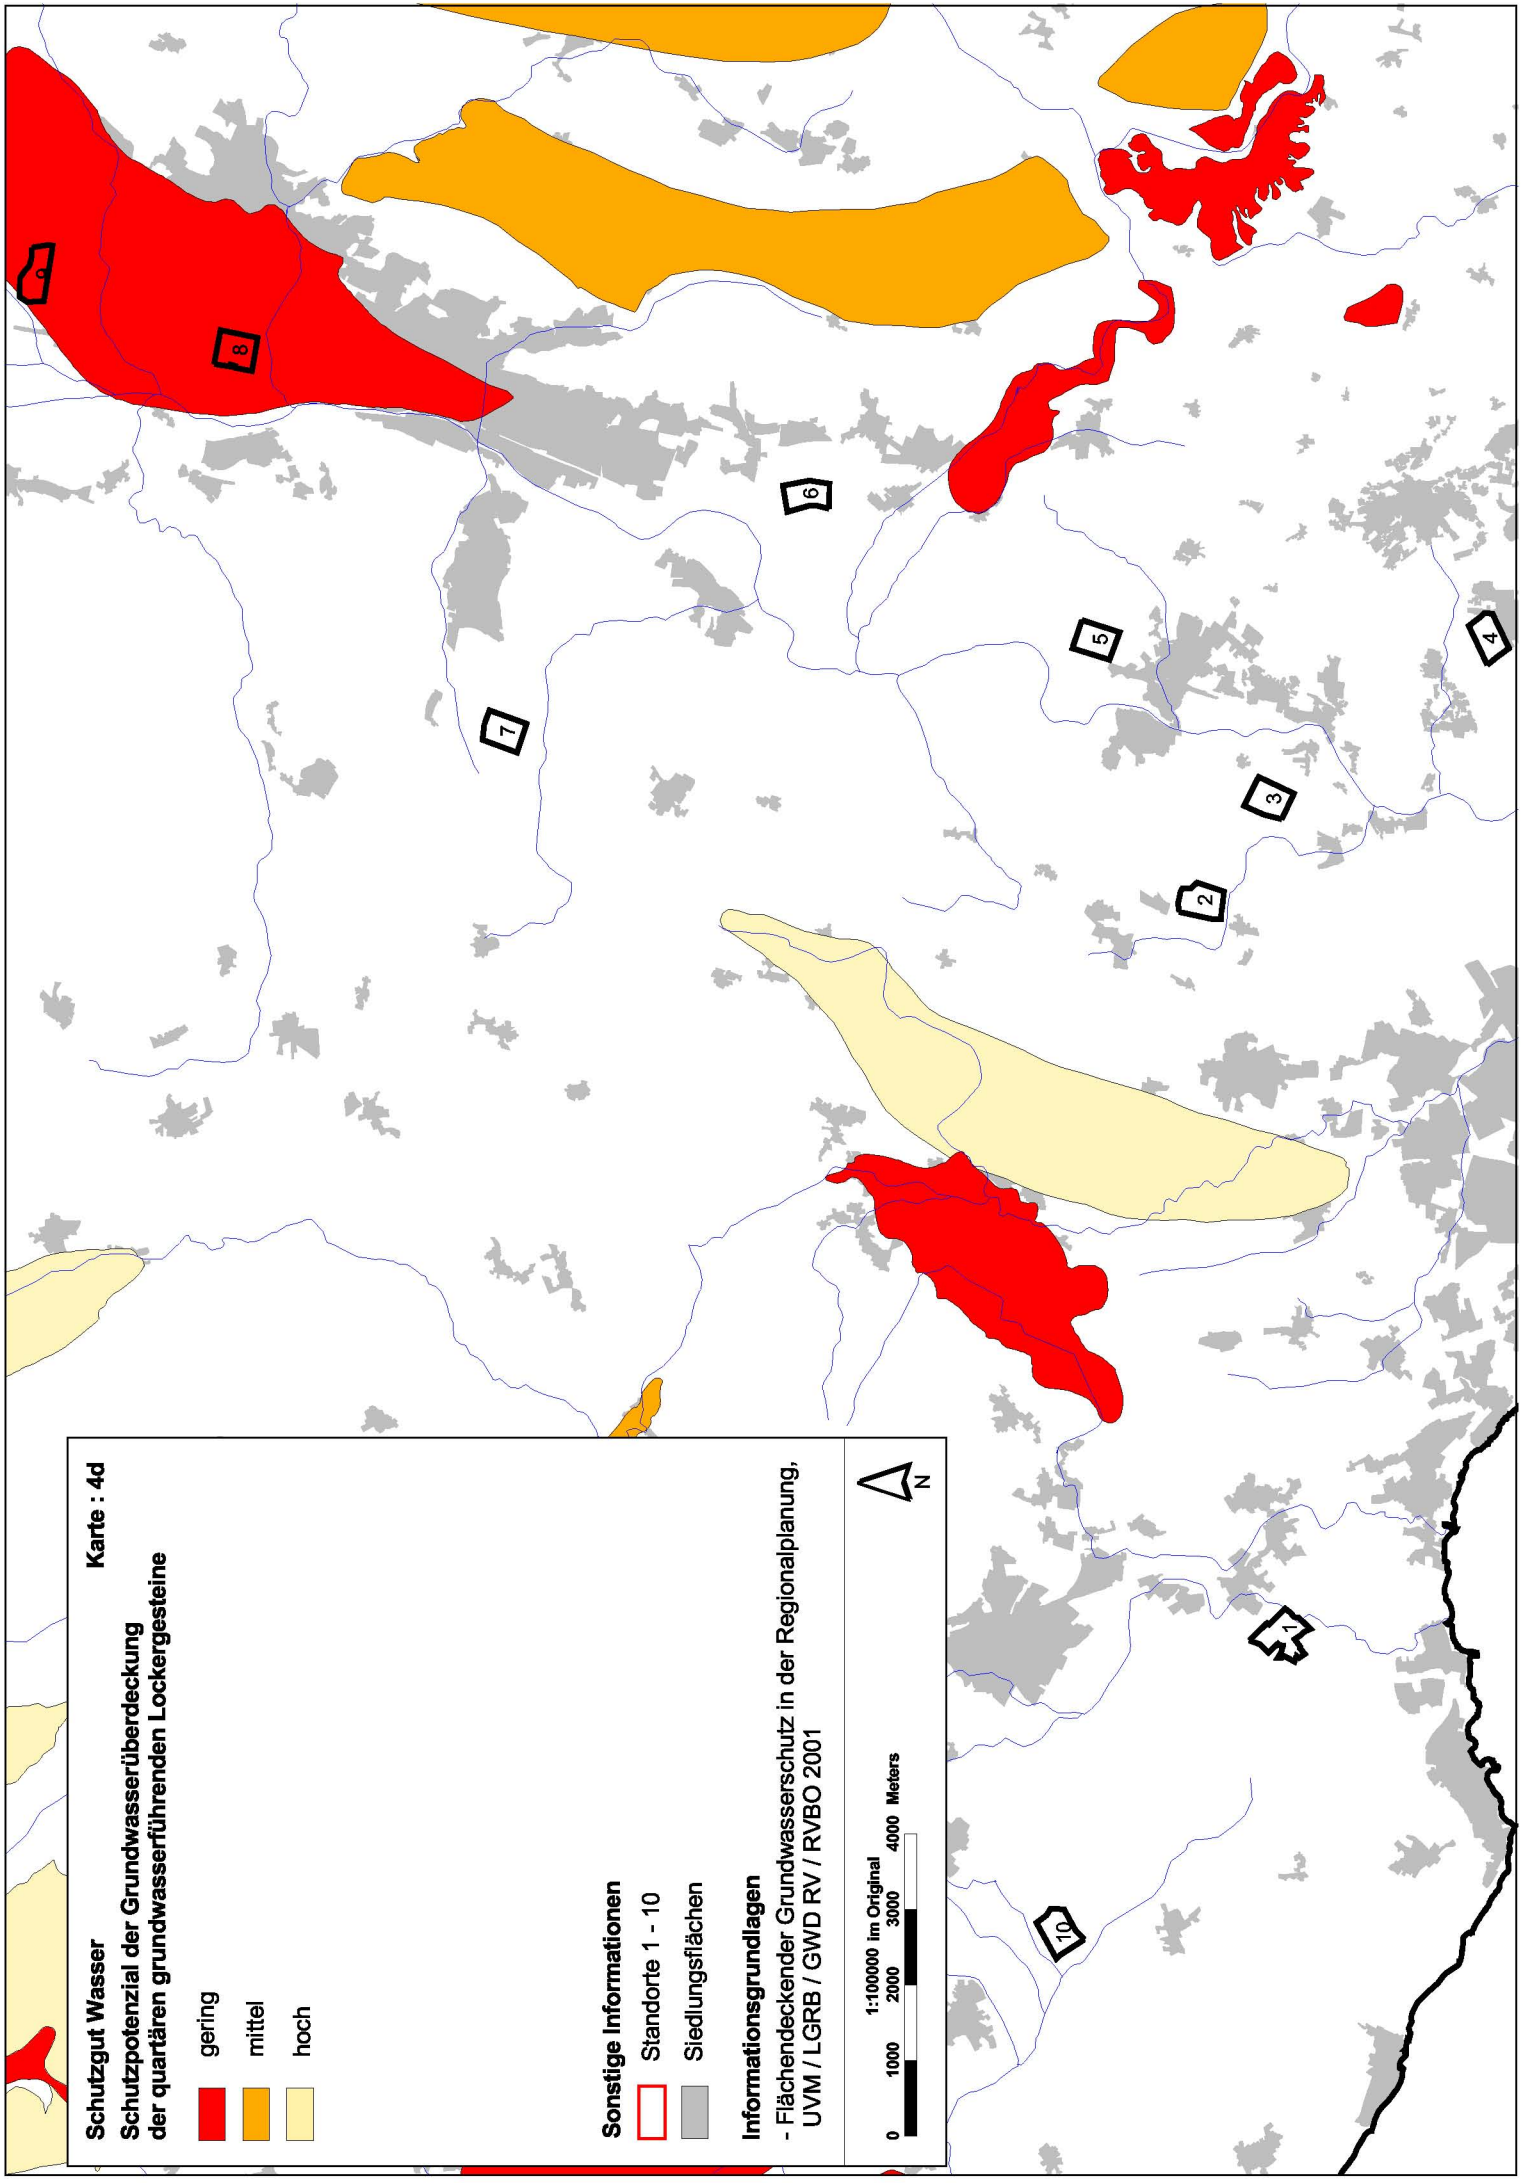 Schutzgut Wasser Karte : 4d
Schutzpotenzial der Grundwasserüberdeckung
der quartären grundwasserführenden Lockergesteine
gering
mittel
hoch
Sonstige Informationen
Standorte 1 - 10
Siedlungsflächen
Informationsgrundlagen
- Flächendeckender Grundwasserschutz in der Regionalplanung,
UVM / LGRB / GWD RV / RVBO 2001
1:100000 im Original
0 1000 2000 3000 4000 Meters
N
10
1
2
3
4
5
6
7
8
9